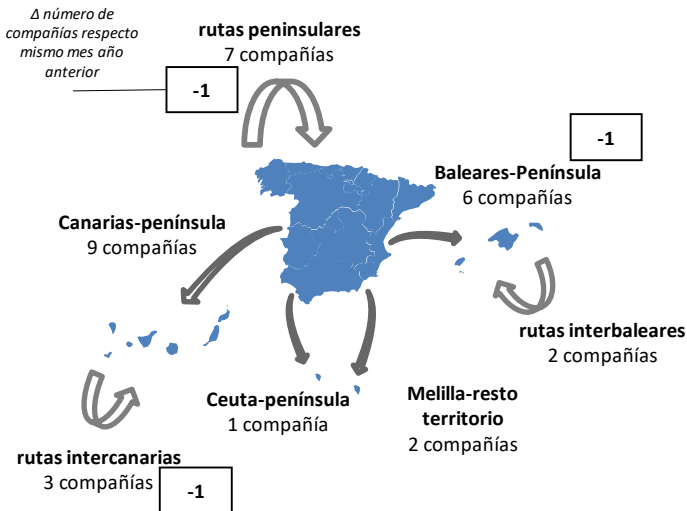 Δ número de
compañías respecto
mismo mes año
anterior
rutas peninsulares
7 compañías
-1
-1
Baleares-Península
6 compañías
Canarias-península
9 compañías
rutas interbaleares
2 compañías
Ceuta-península
1 compañía
Melilla-resto
territorio
2 compañías
rutas intercanarias
3 compañías
-1